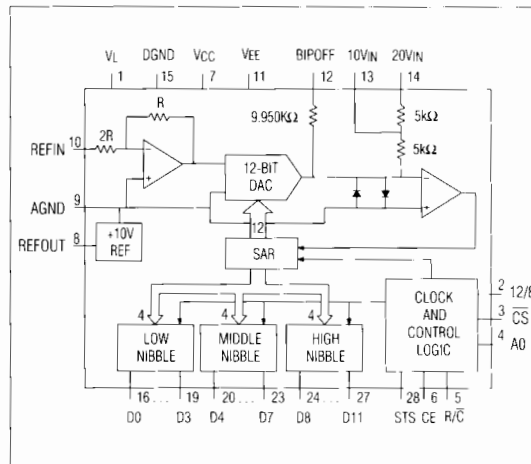 VL DGND VCC VEE BIPOFF 10VIN 20VIN
1 15 7 11 12 13 14
R
9.950KΩ
5kΩ
REFIN 10 2R
5kΩ
12-BIT
DAC
AGND 9
REFOUT 8
+10V
REF
12
SAR
2 12/8
3 CS
4 A0
CLOCK
AND
CONTROL
LOGIC
4 4 4
LOW
NIBBLE
MIDDLE
NIBBLE
HIGH
NIBBLE
16 ... 19 20 ... 23 24 ... 27 28 6 5
D0 D3 D4 D7 D8 D11 STS CE R/C̅